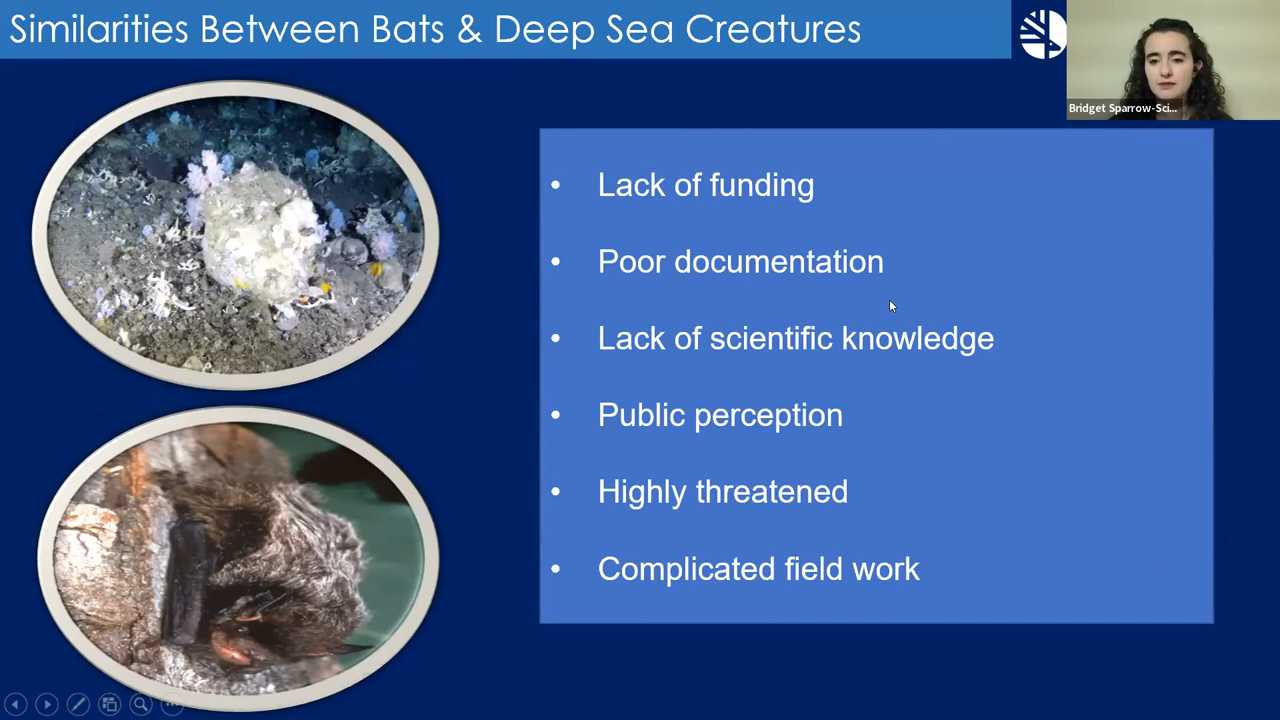 Similarities Between Bats & Deep Sea Creatures
Bridget Sparrow-Sci...
• Lack of funding
• Poor documentation
• Lack of scientific knowledge
• Public perception
• Highly threatened
• Complicated field work